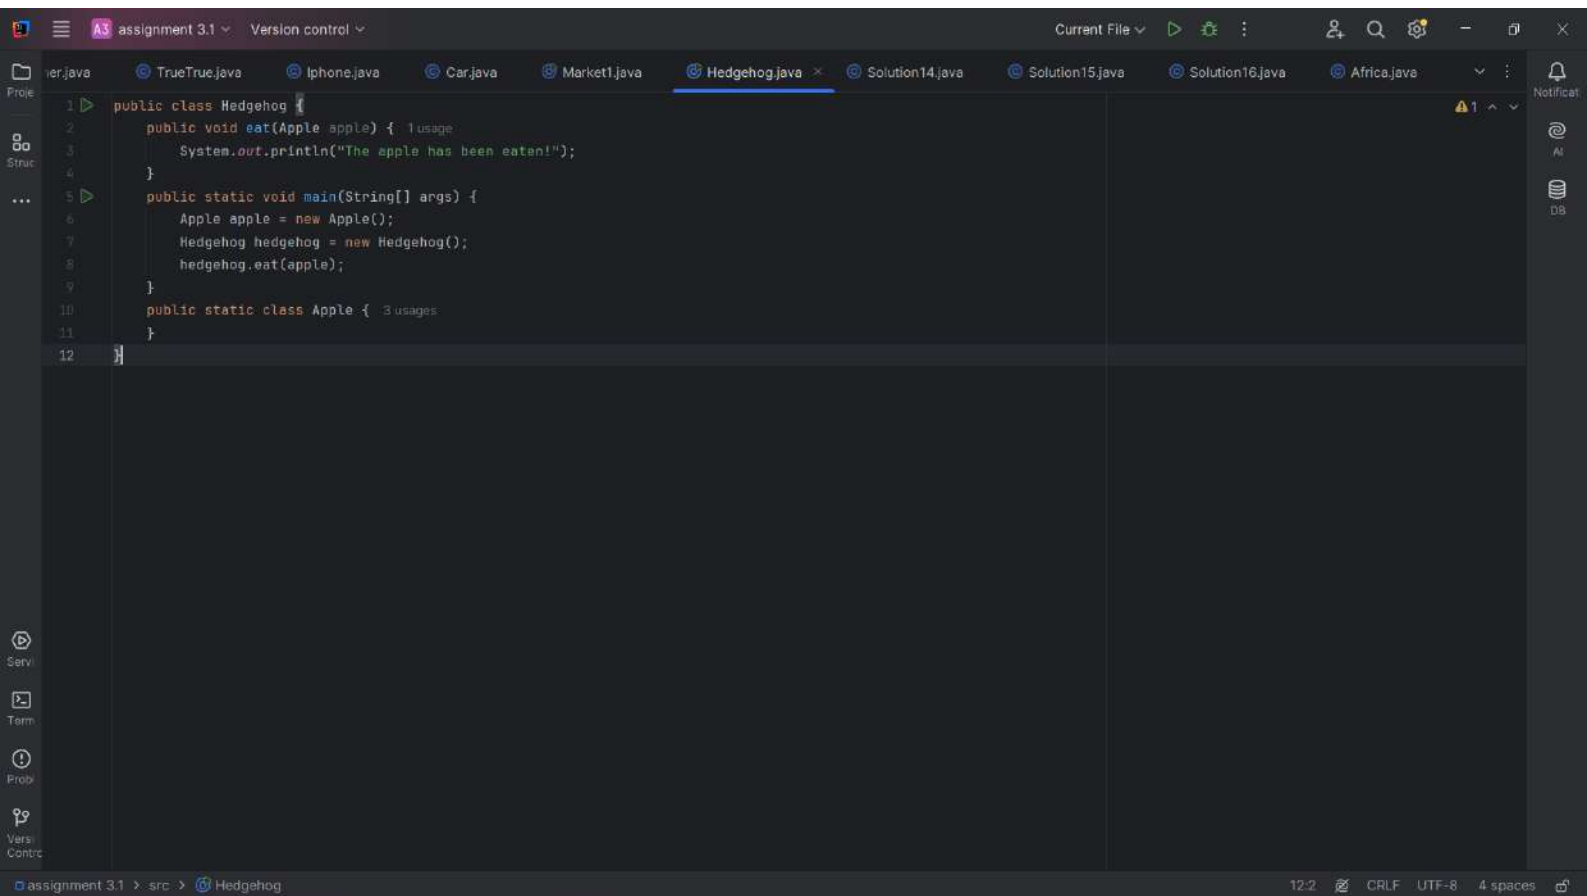 A3 assignment 3.1 Version control Current File
Proje
ner.java TrueTrue.java Iphone.java Car.java Market1.java Hedgehog.java Solution14.java Solution15.java Solution16.java Africa.java
Notificat
1 public class Hedgehog {
2 public void eat(Apple apple) { 1 usage
3 System.out.println("The apple has been eaten!");
4 }
5 public static void main(String[] args) {
6 Apple apple = new Apple();
7 Hedgehog hedgehog = new Hedgehog();
8 hedgehog.eat(apple);
9 }
10 public static class Apple { 3 usages
11 }
12 }
1
Struc
AI
DB
Servi
Term
Probl
Versi
Contrc
assignment 3.1 > src > Hedgehog
12:2 CRLF UTF-8 4 spaces